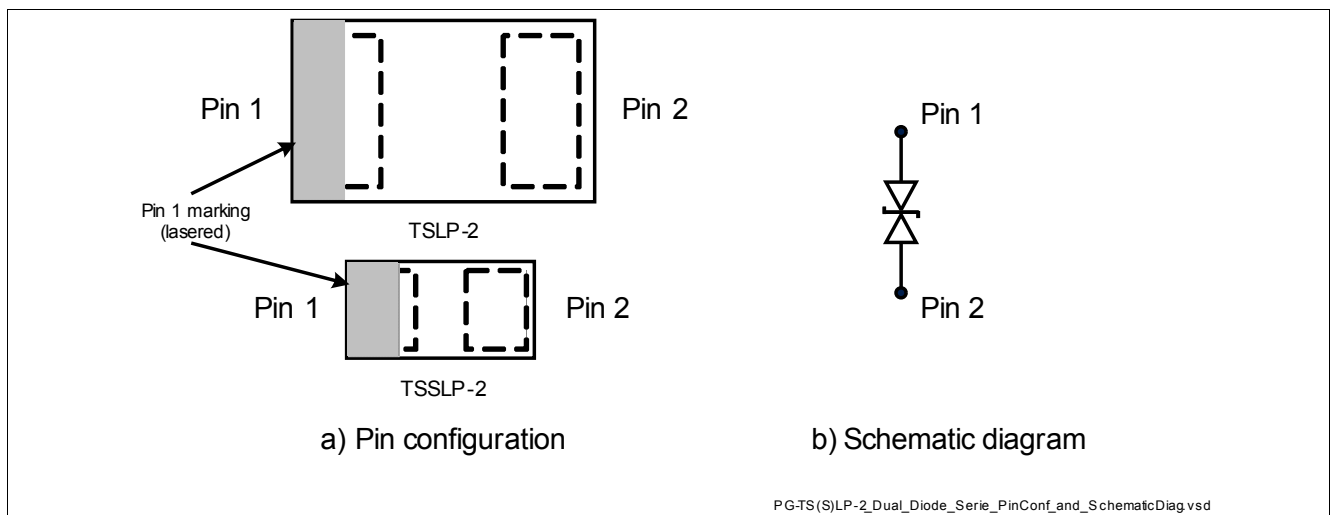 Pin 1
Pin 2
Pin 1 marking
(lasered)
TSLP-2
Pin 1
Pin 2
TSSLP-2
a) Pin configuration
Pin 1
Pin 2
b) Schematic diagram
PG-TS(S)LP-2_Dual_Diode_Serie_PinConf_and_SchematicDiag.vsd